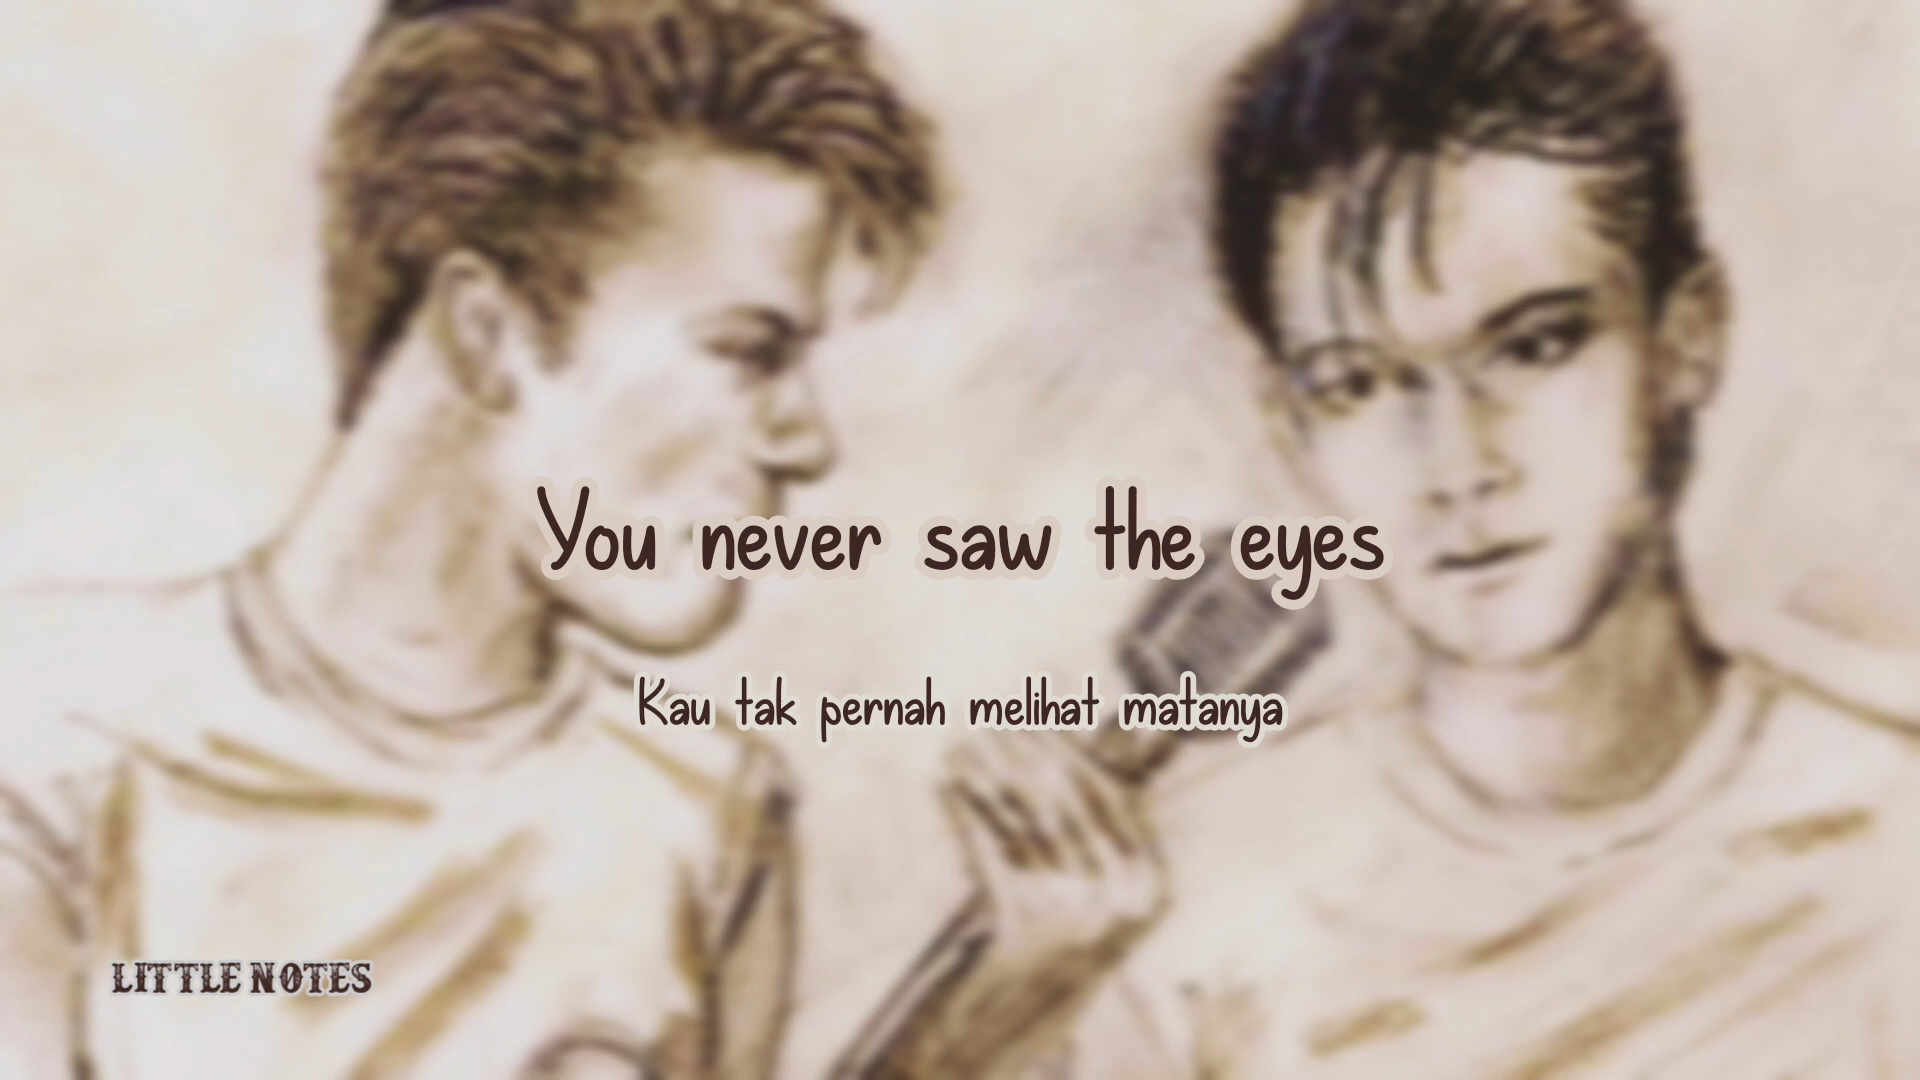 You never saw the eyes
Kau tak pernah melihat matanya
LITTLE NOTES